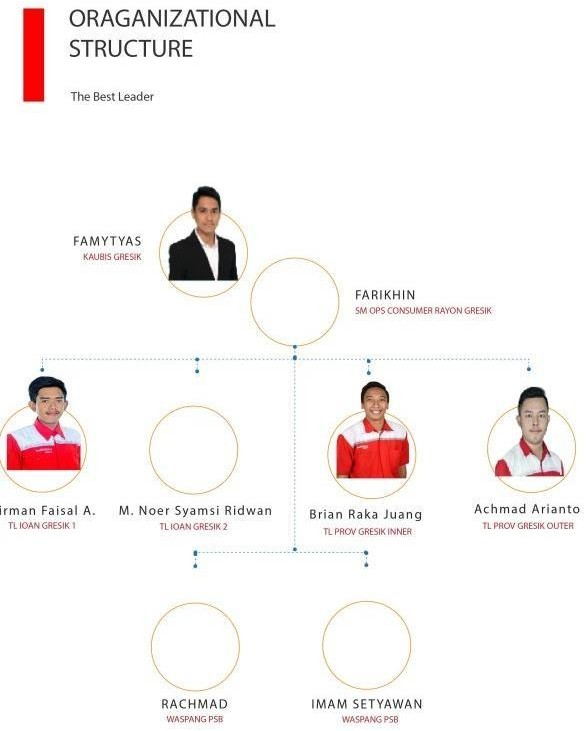 ORAGANIZATIONAL
STRUCTURE
The Best Leader
FAMYTYAS
KAUBIS GRESIK
FARIKHIN
SM OPS CONSUMER RAYON GRESIK
irman Faisal A.
TL IOAN GRESIK 1
M. Noer Syamsi Ridwan
TL IOAN GRESIK 2
Brian Raka Juang
TL PROV GRESIK INNER
Achmad Arianto
TL PROV GRESIK OUTER
RACHMAD
WASPANG PSB
IMAM SETYAWAN
WASPANG PSB